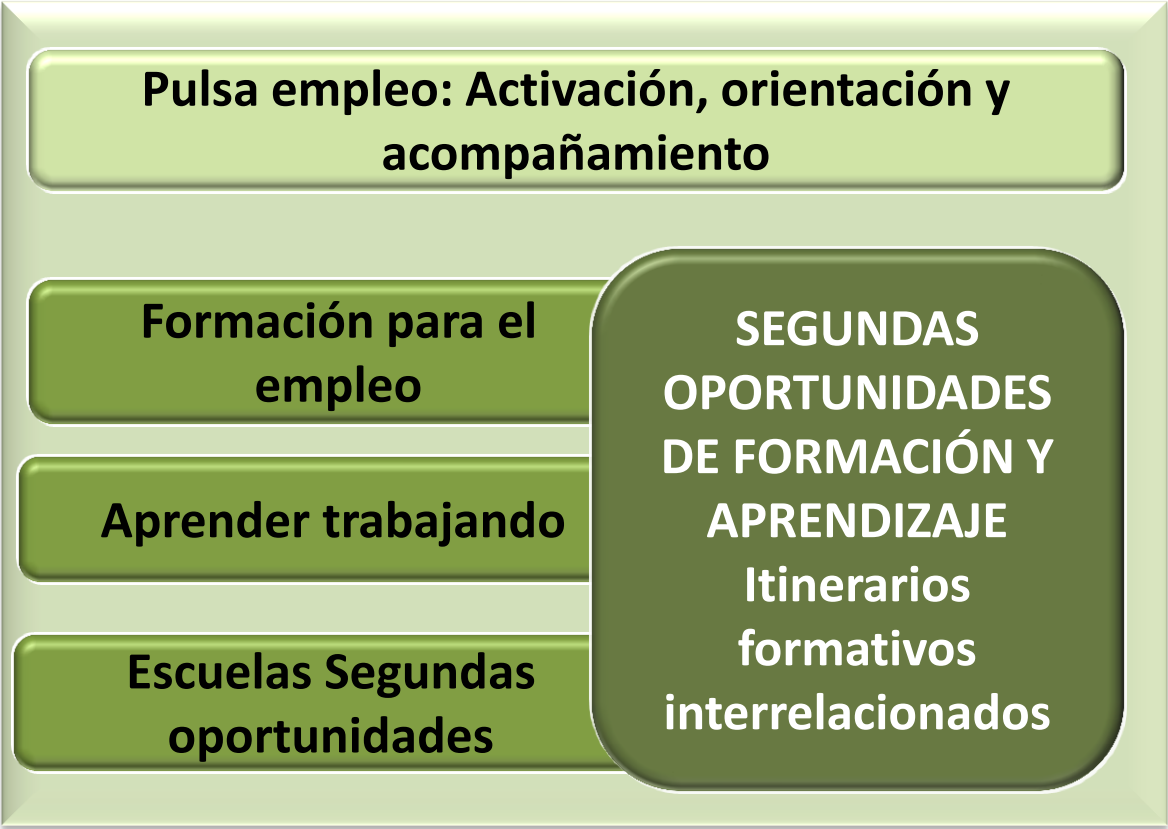 Pulsa empleo: Activación, orientación y
acompañamiento
Formación para el
empleo
Aprender trabajando
Escuelas Segundas
oportunidades
SEGUNDAS
OPORTUNIDADES
DE FORMACIÓN Y
APRENDIZAJE
Itinerarios
formativos
interrelacionados